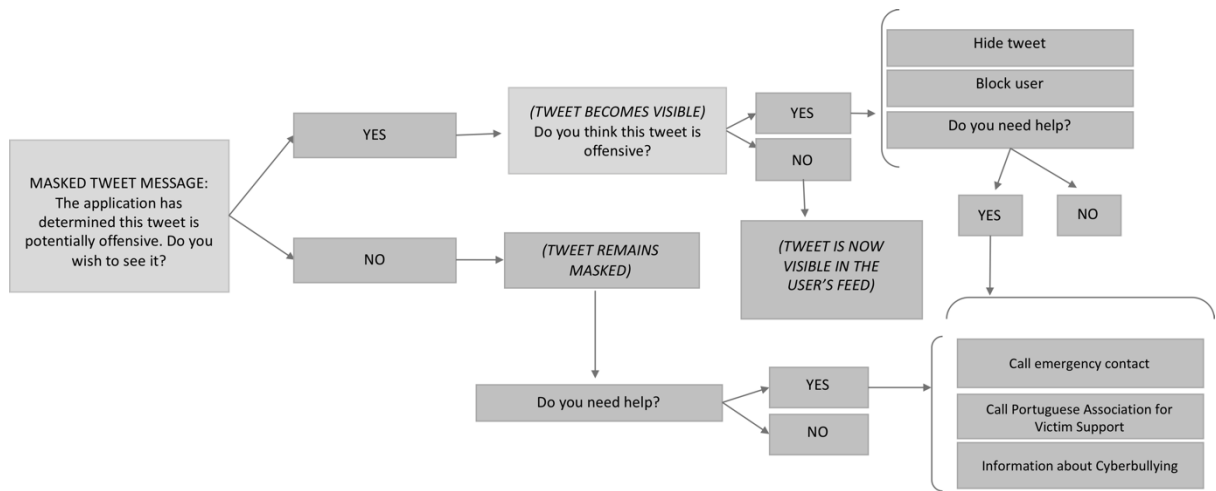 MASKED TWEET MESSAGE:
The application has
determined this tweet is
potentially offensive. Do you
wish to see it?
YES
NO
(TWEET BECOMES VISIBLE)
Do you think this tweet is
offensive?
(TWEET REMAINS
MASKED)
Do you need help?
YES
NO
(TWEET IS NOW
VISIBLE IN THE
USER’S FEED)
YES
NO
Hide tweet
Block user
Do you need help?
YES
NO
Call emergency contact
Call Portuguese Association for
Victim Support
Information about Cyberbullying